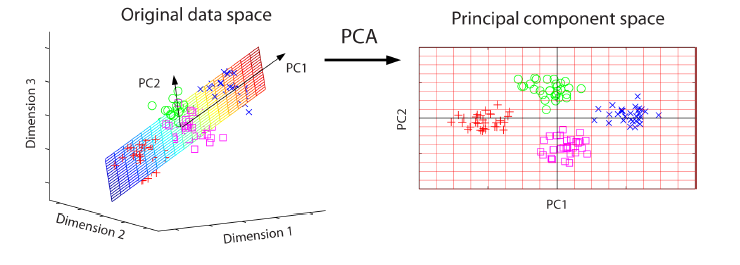 Original data space
PCA
Principal component space
PC2
PC1
Dimension 3
Dimension 2
Dimension 1
PC2
PC1